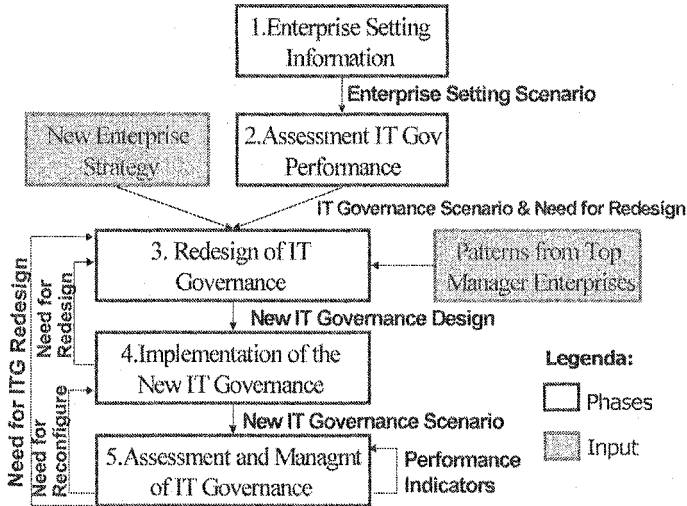 1.Enterprise Setting
Information
Enterprise Setting Scenario
New Enterprise
Strategy
2.Assessment IT Gov
Performance
IT Governance Scenario & Need for Redesign
3. Redesign of IT
Governance
Patterns from Top
Manager Enterprises
Need for ITG Redesign
Need for
Redesign
New IT Governance Design
4.Implementation of the
New IT Governance
Need for
Reconfigure
New IT Governance Scenario
5.Assessment and Managmt
of IT Governance
Performance
Indicators
Legenda:
Phases
Input